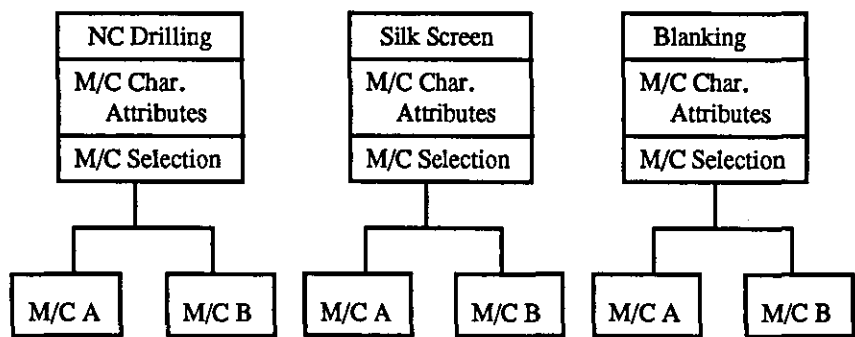 NC Drilling
M/C Char.
Attributes
M/C Selection
M/C A
M/C B
Silk Screen
M/C Char.
Attributes
M/C Selection
M/C A
M/C B
Blanking
M/C Char.
Attributes
M/C Selection
M/C A
M/C B